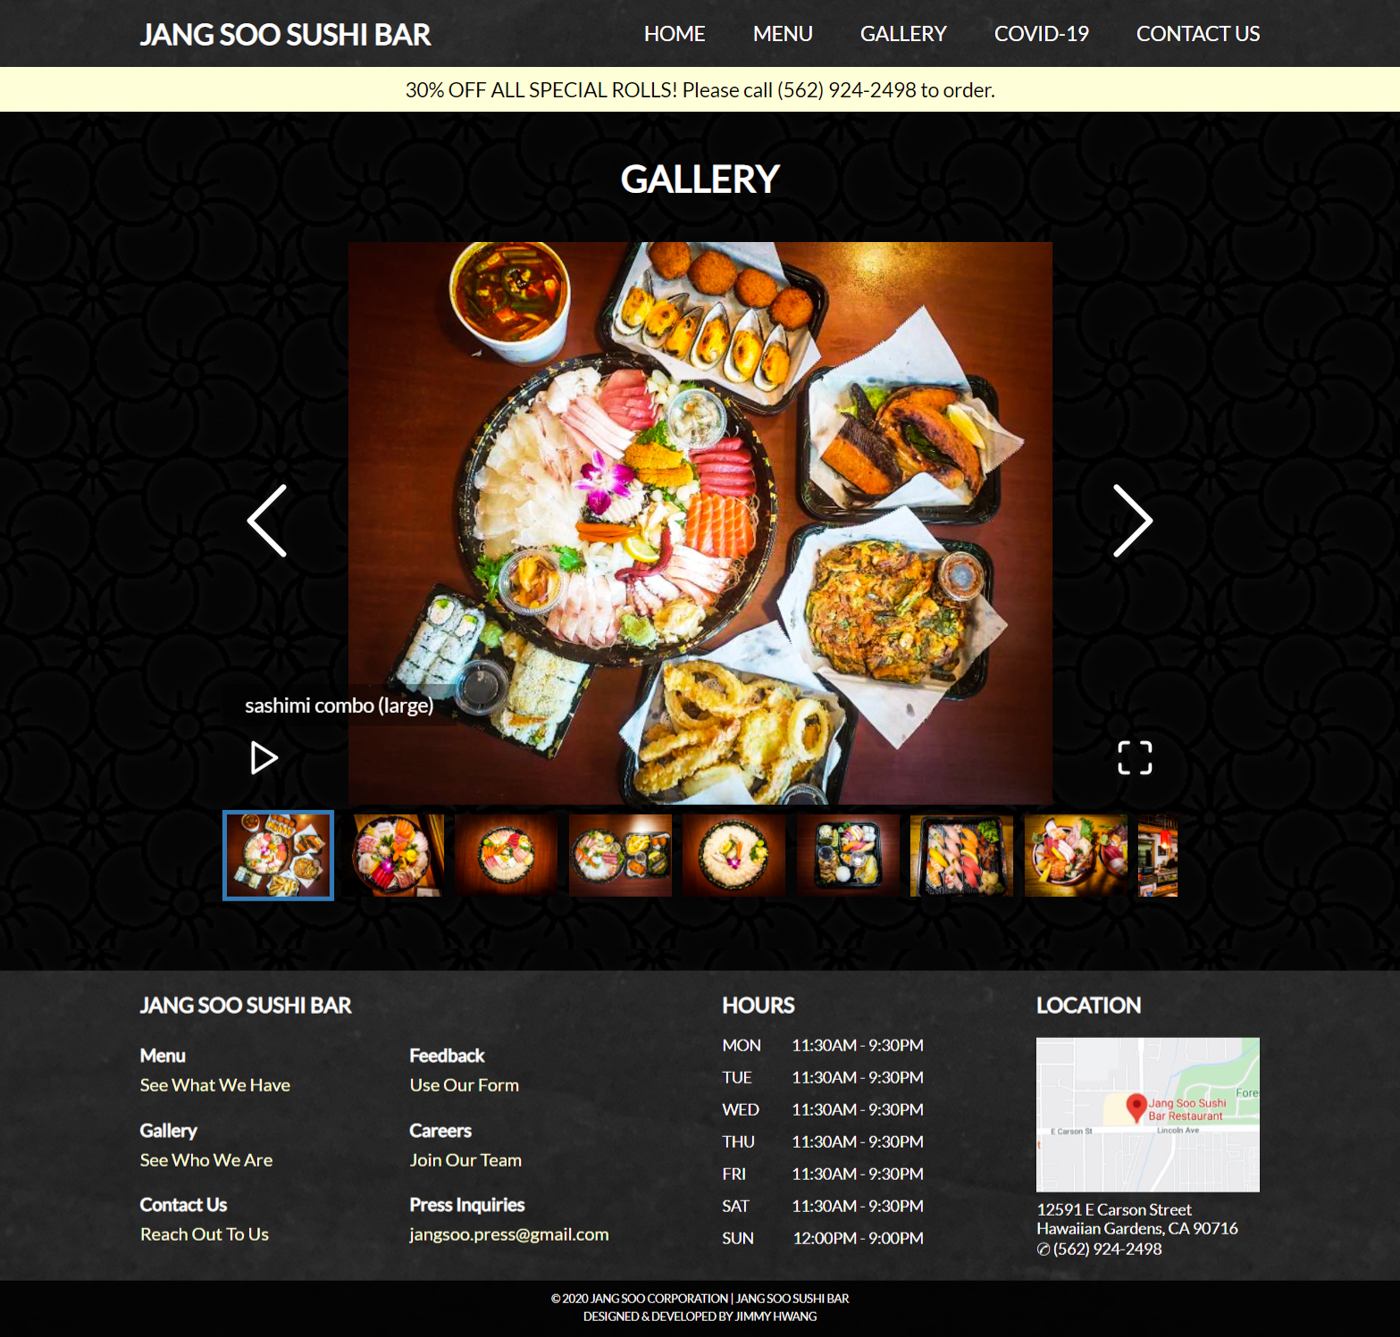 JANG SOO SUSHI BAR
HOME MENU GALLERY COVID-19 CONTACT US
30% OFF ALL SPECIAL ROLLS! Please call (562) 924-2498 to order.
GALLERY
sashimi combo (large)
JANG SOO SUSHI BAR
Menu
See What We Have
Gallery
See Who We Are
Contact Us
Reach Out To Us
Feedback
Use Our Form
Careers
Join Our Team
Press Inquiries
jangsoo.press@gmail.com
HOURS
MON 11:30AM - 9:30PM
TUE 11:30AM - 9:30PM
WED 11:30AM - 9:30PM
THU 11:30AM - 9:30PM
FRI 11:30AM - 9:30PM
SAT 11:30AM - 9:30PM
SUN 12:00PM - 9:00PM
LOCATION
Fore
Jang Soo Sushi
Bar Restaurant
E Carson St
Lincoln Ave
t
12591 E Carson Street
Hawaiian Gardens, CA 90716
✆ (562) 924-2498
© 2020 JANG SOO CORPORATION | JANG SOO SUSHI BAR
DESIGNED & DEVELOPED BY JIMMY HWANG